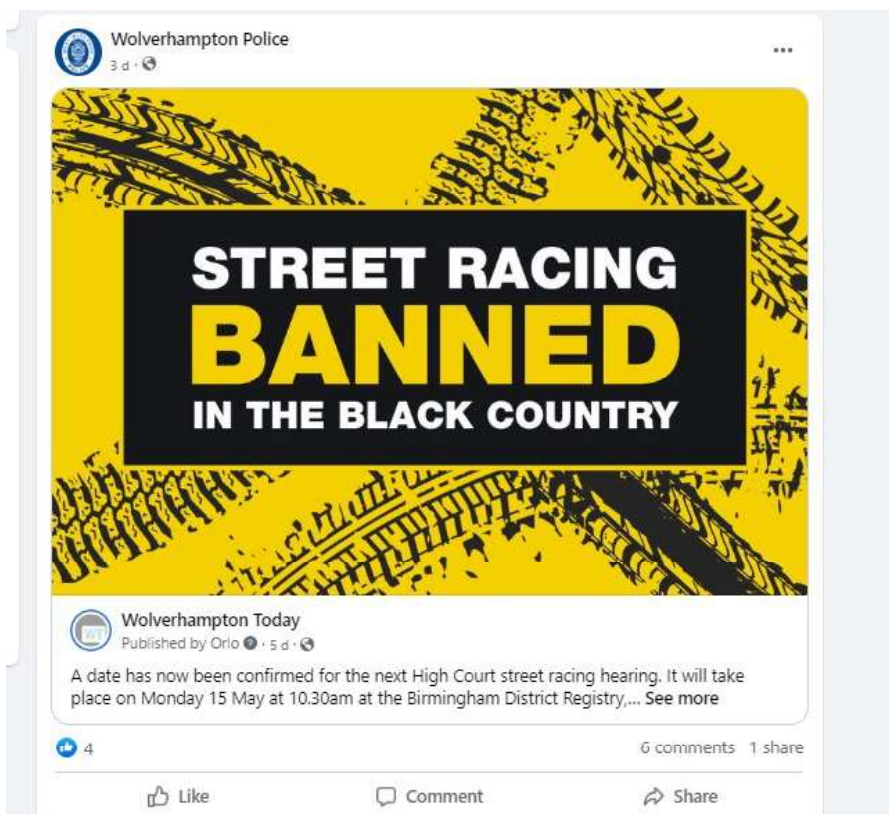 Wolverhampton Police
3 d ·
STREET RACING
BANNED
IN THE BLACK COUNTRY
Wolverhampton Today
Published by Orlo · 5 d ·
A date has now been confirmed for the next High Court street racing hearing. It will take
place on Monday 15 May at 10.30am at the Birmingham District Registry,... See more
4
6 comments 1 share
Like Comment Share